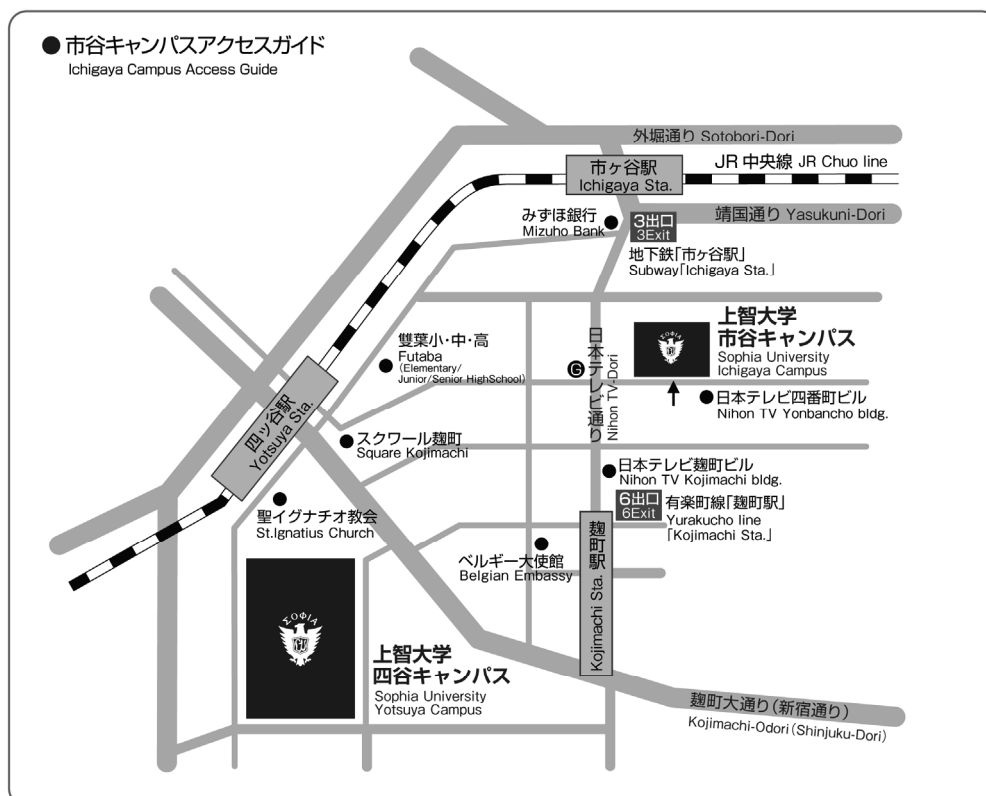 ● 市谷キャンパスアクセスガイド
Ichigaya Campus Access Guide
外堀通り Sotobori-Dori
市ヶ谷駅
Ichigaya Sta.
JR 中央線 JR Chuo line
みずほ銀行
Mizuho Bank
3出口
3Exit
靖国通り Yasukuni-Dori
地下鉄「市ヶ谷駅」
Subway「Ichigaya Sta.」
雙葉小・中・高
Futaba
(Elementary/
Junior/Senior HighSchool)
日本テレビ通り
Nihon TV-Dori
G
ΣΟΦΙΑ
上智大学
市谷キャンパス
Sophia University
Ichigaya Campus
日本テレビ四番町ビル
Nihon TV Yonbancho bldg.
四ッ谷駅
Yotsuya Sta.
スクワール麹町
Square Kojimachi
日本テレビ麹町ビル
Nihon TV Kojimachi bldg.
6出口
6Exit
有楽町線「麹町駅」
Yurakucho line
「Kojimachi Sta.」
聖イグナチオ教会
St.Ignatius Church
ベルギー大使館
Belgian Embassy
麹町駅
Kojimachi Sta.
ΣΟΦΙΑ
上智大学
四谷キャンパス
Sophia University
Yotsuya Campus
麹町大通り(新宿通り)
Kojimachi-Odori(Shinjuku-Dori)